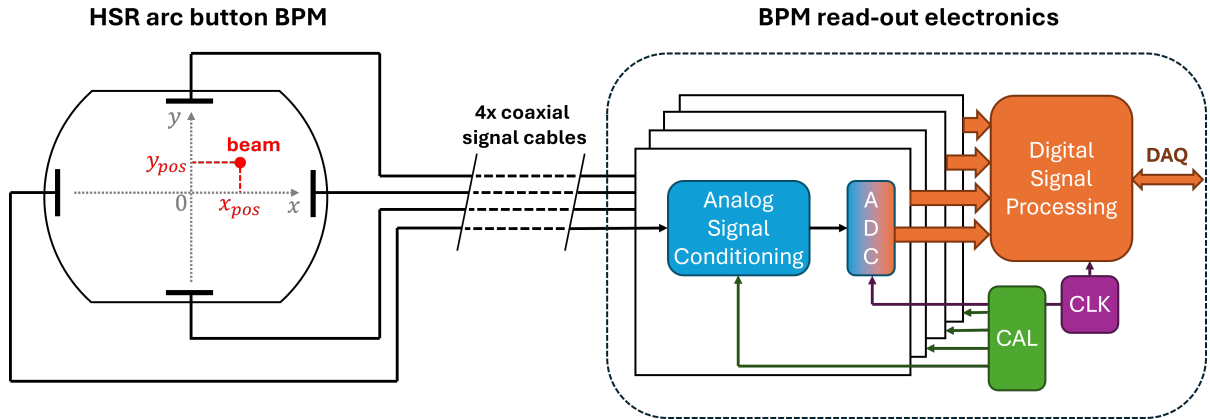 HSR arc button BPM
BPM read-out electronics
4x coaxial
signal cables
y
beam
y_pos
0
x_pos
x
Analog
Signal
Conditioning
A
D
C
Digital
Signal
Processing
DAQ
CAL
CLK